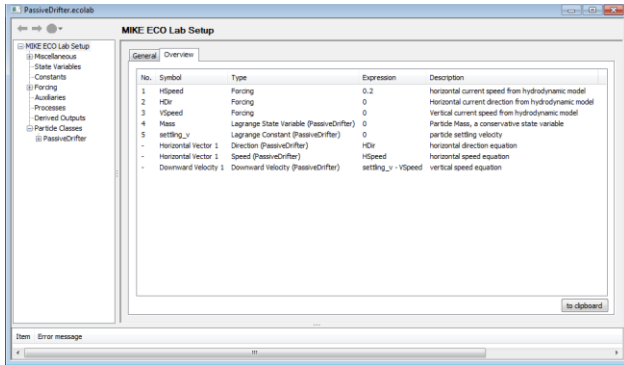 PassiveDrifter.ecolab
MIKE ECO Lab Setup
MIKE ECO Lab Setup
Miscellaneous
State Variables
Constants
Forcing
Auxiliaries
Processes
Derived Outputs
Particle Classes
PassiveDrifter
General Overview
No. Symbol Type Expression Description
1 HSpeed Forcing 0.2 horizontal current speed from hydrodynamic model
2 HDir Forcing 0 Horizontal current direction from hydrodynamic model
3 VSpeed Forcing 0 Vertical current speed from hydrodynamic model
4 Mass Lagrange State Variable (PassiveDrifter) 0 Particle Mass, a conservative state variable
5 settling_v Lagrange Constant (PassiveDrifter) 0 particle settling velocity
- Horizontal Vector 1 Direction (PassiveDrifter) HDir horizontal direction equation
- Horizontal Vector 1 Speed (PassiveDrifter) HSpeed horizontal speed equation
- Downward Velocity 1 Downward Velocity (PassiveDrifter) settling_v - VSpeed vertical speed equation
to clipboard
Item Error message